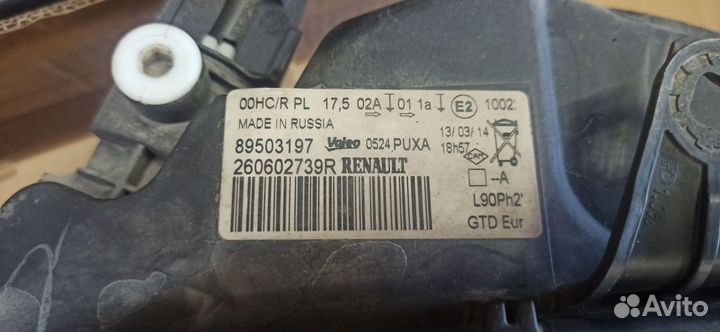 00HC/R PL 17,5 02A 01 1a E2 1002
MADE IN RUSSIA
13/03/14
89503197 Valeo 0524 PUXA
18h57
260602739R RENAULT
--A
L90Ph2'
GTD Eur
Avito